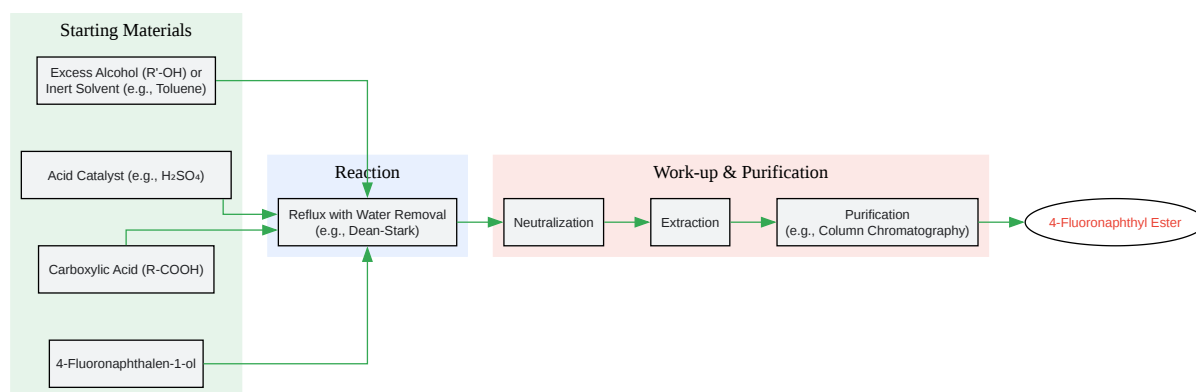 Starting Materials
Excess Alcohol (R'-OH) or
Inert Solvent (e.g., Toluene)
Acid Catalyst (e.g., H₂SO₄)
Carboxylic Acid (R-COOH)
4-Fluoronaphthalen-1-ol
Reaction
Reflux with Water Removal
(e.g., Dean-Stark)
Work-up & Purification
Neutralization
Extraction
Purification
(e.g., Column Chromatography)
4-Fluoronaphthyl Ester